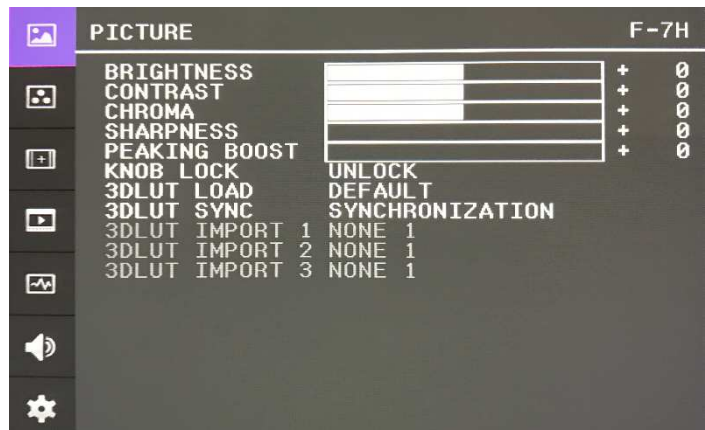 PICTURE F-7H
BRIGHTNESS + 0
CONTRAST + 0
CHROMA + 0
SHARPNESS + 0
PEAKING BOOST + 0
KNOB LOCK UNLOCK
3DLUT LOAD DEFAULT
3DLUT SYNC SYNCHRONIZATION
3DLUT IMPORT 1 NONE 1
3DLUT IMPORT 2 NONE 1
3DLUT IMPORT 3 NONE 1